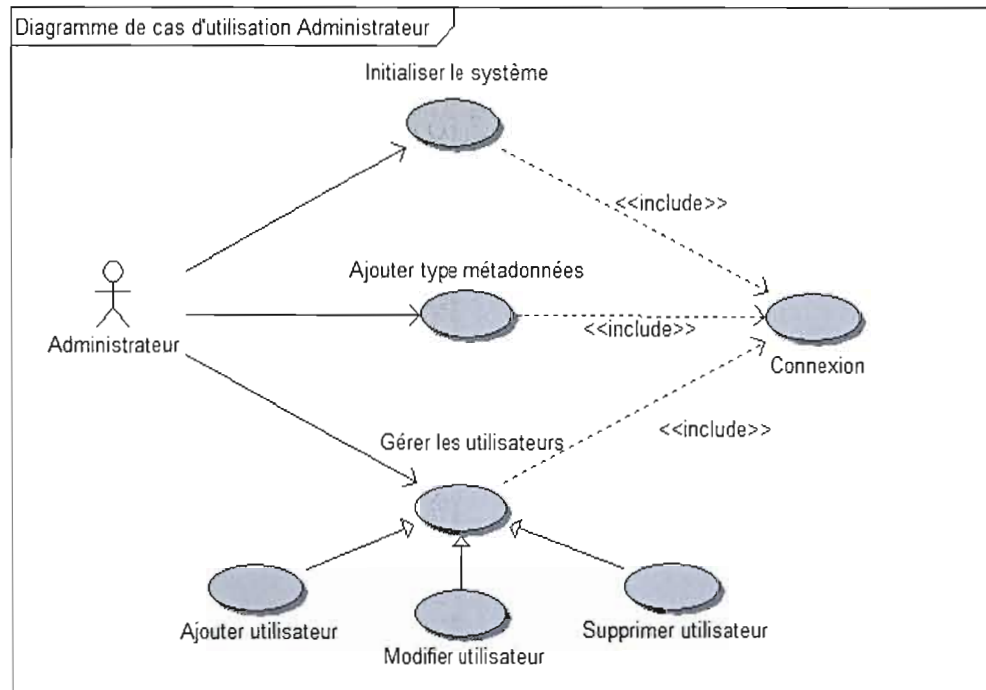 Diagramme de cas d'utilisation Administrateur
Initialiser le système
<<include>>
Ajouter type métadonnées
<<include>>
Administrateur
Connexion
<<include>>
Gérer les utilisateurs
Ajouter utilisateur
Supprimer utilisateur
Modifier utilisateur